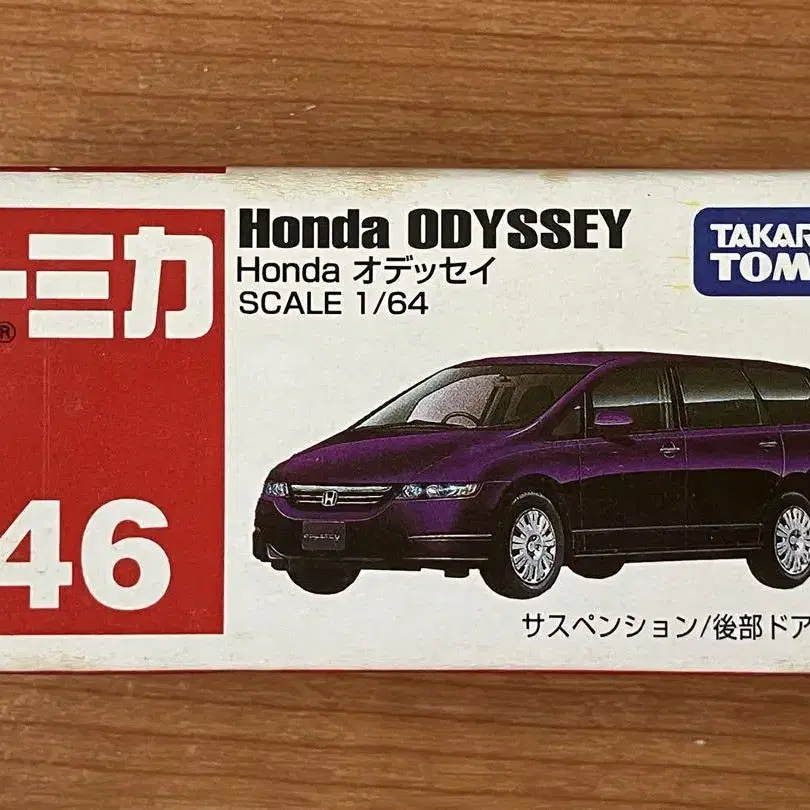 ーミカ
®
46
Honda ODYSSEY
Honda オデッセイ
SCALE 1/64
TAKAR
TOM
サスペンション/後部ドア